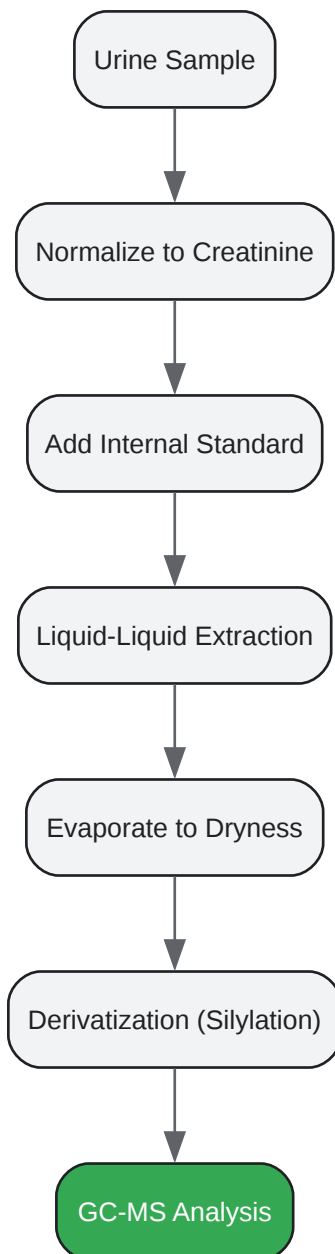 Urine Sample
Normalize to Creatinine
Add Internal Standard
Liquid-Liquid Extraction
Evaporate to Dryness
Derivatization (Silylation)
GC-MS Analysis